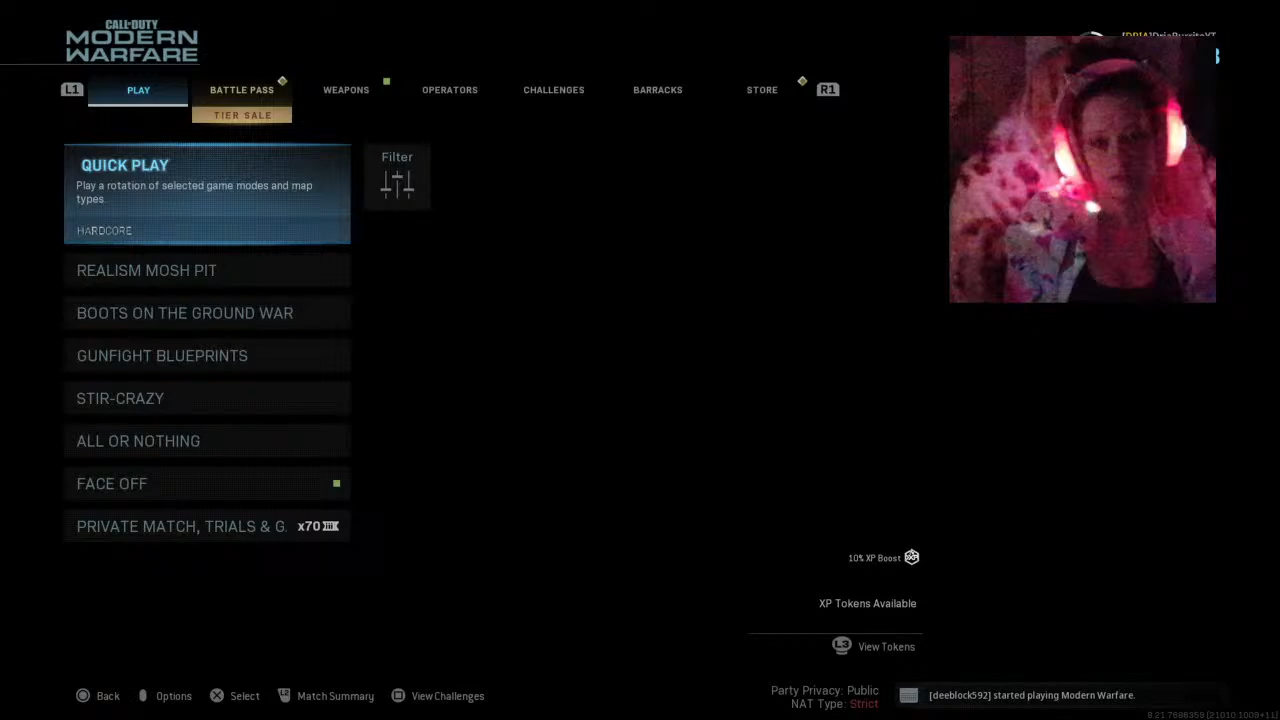 CALL OF DUTY
MODERN
WARFARE
L1
PLAY
BATTLE PASS
WEAPONS
OPERATORS
CHALLENGES
BARRACKS
STORE
R1
TIER SALE
QUICK PLAY
Play a rotation of selected game modes and map
types.
HARDCORE
Filter
REALISM MOSH PIT
BOOTS ON THE GROUND WAR
GUNFIGHT BLUEPRINTS
STIR-CRAZY
ALL OR NOTHING
FACE OFF
PRIVATE MATCH, TRIALS & G. x70
10% XP Boost
XP Tokens Available
L3 View Tokens
Back Options Select L2 Match Summary View Challenges
Party Privacy: Public
NAT Type: Strict
[deeblock592] started playing Modern Warfare.